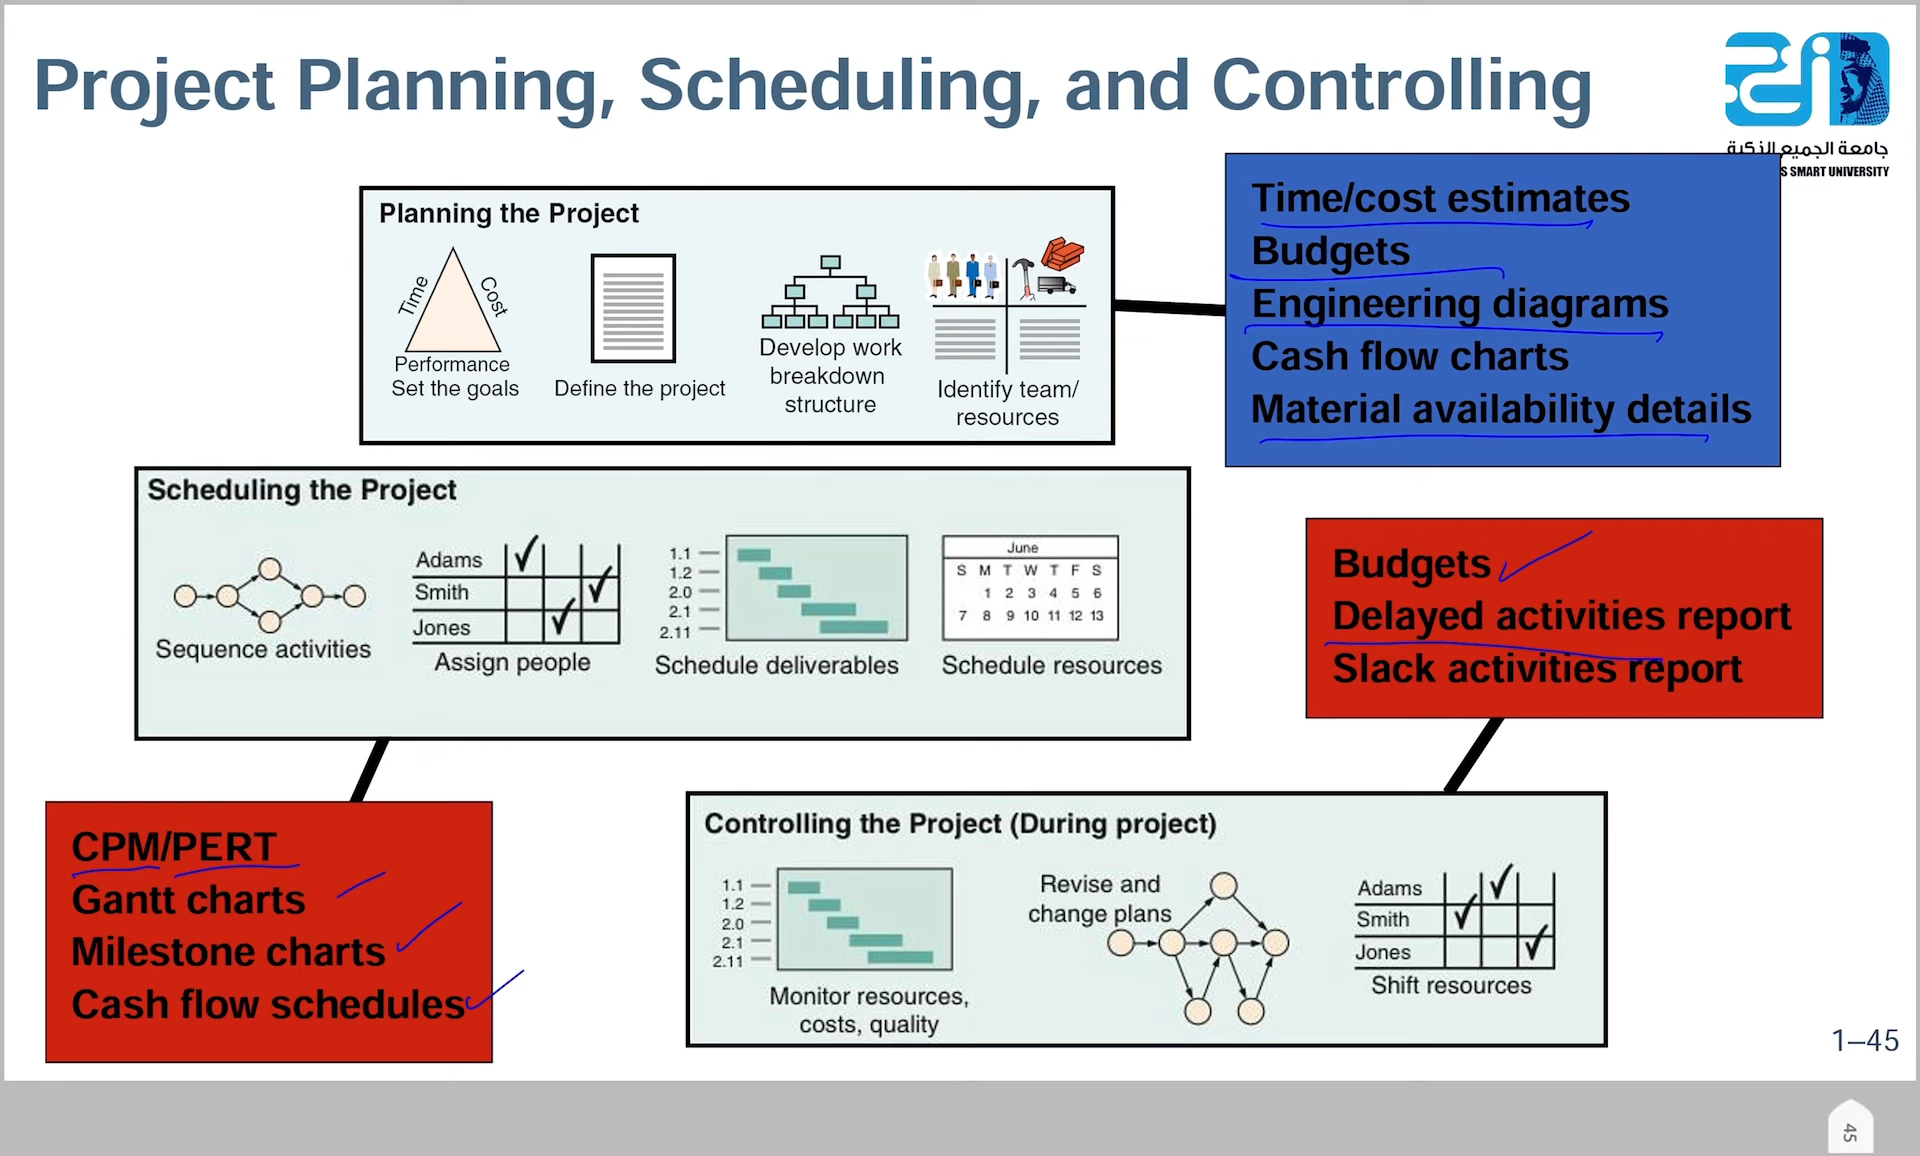 Project Planning, Scheduling, and Controlling
جامعة الجميع الذكية
S SMART UNIVERSITY
Planning the Project
Time
Cost
Performance
Set the goals
Define the project
Develop work
breakdown
structure
Identify team/
resources
Time/cost estimates
Budgets
Engineering diagrams
Cash flow charts
Material availability details
Scheduling the Project
Sequence activities
Adams
Smith
Jones
Assign people
1.1
1.2
2.0
2.1
2.11
Schedule deliverables
June
S M T W T F S
1 2 3 4 5 6
7 8 9 10 11 12 13
Schedule resources
Budgets
Delayed activities report
Slack activities report
CPM/PERT
Gantt charts
Milestone charts
Cash flow schedules
Controlling the Project (During project)
1.1
1.2
2.0
2.1
2.11
Monitor resources,
costs, quality
Revise and
change plans
Adams
Smith
Jones
Shift resources
1–45
45